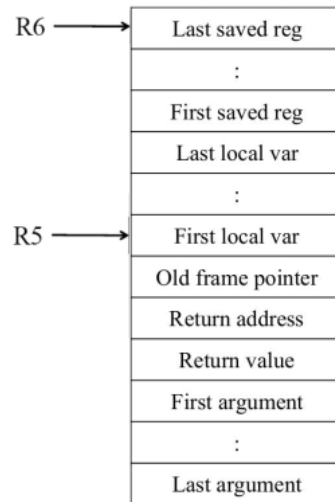 R6
Last saved reg
:
First saved reg
Last local var
:
R5
First local var
Old frame pointer
Return address
Return value
First argument
:
Last argument